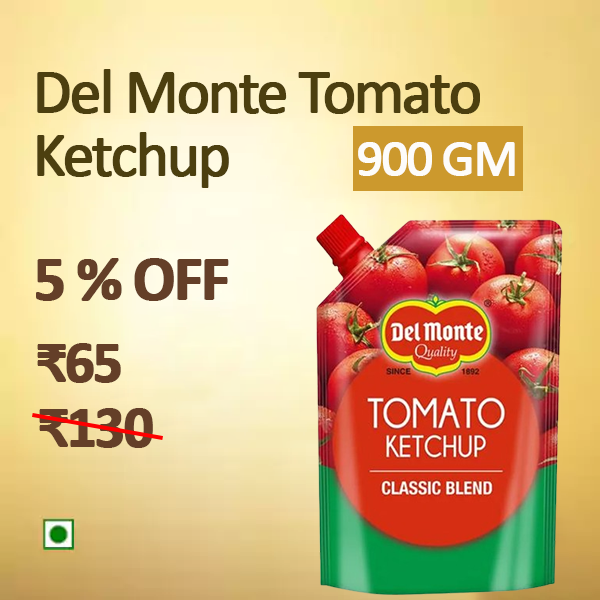 Del Monte Tomato
Ketchup
900 GM
5 % OFF
₹65
₹130
Del Monte
®
Quality
SINCE 1892
TOMATO
KETCHUP
CLASSIC BLEND